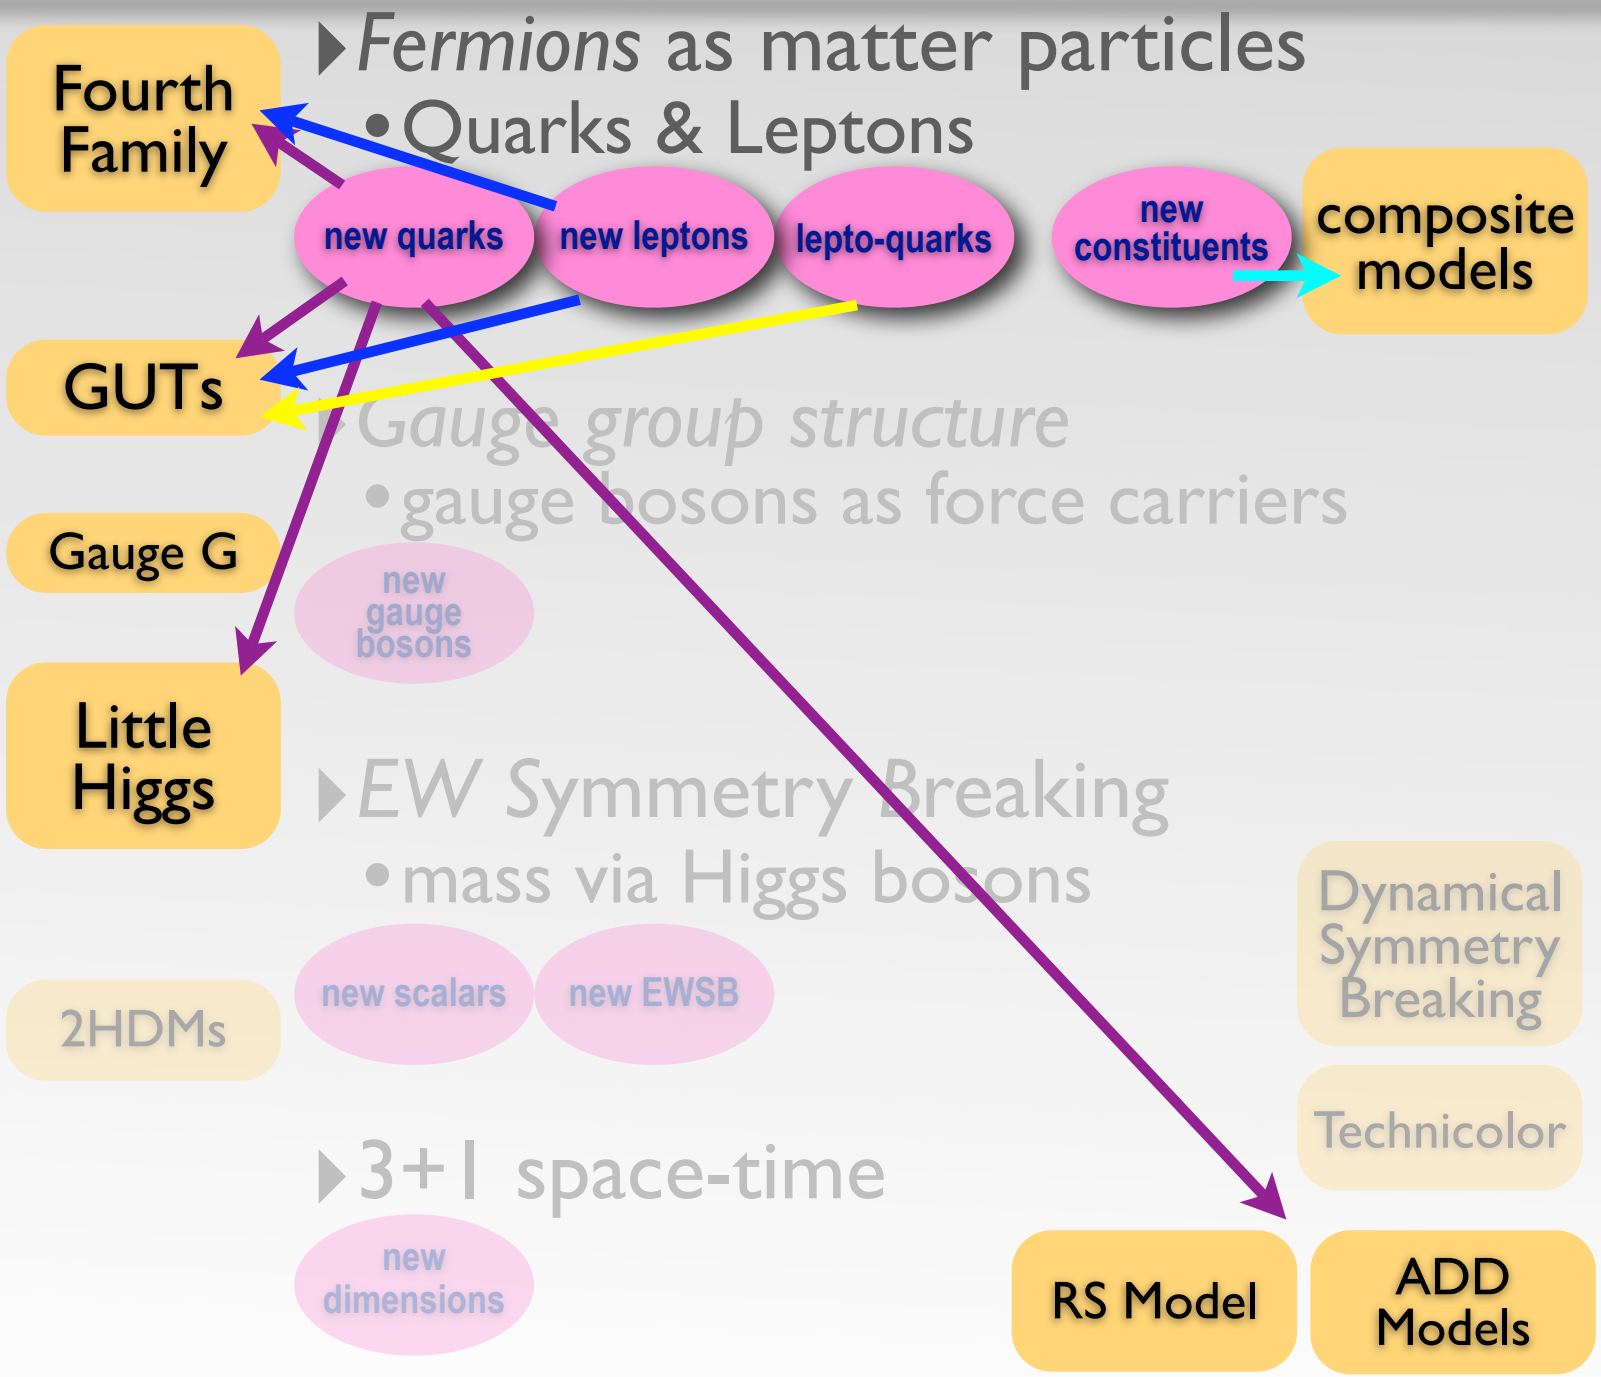 ▸Fermions as matter particles
•Quarks & Leptons
Fourth
Family
new quarks
new leptons
lepto-quarks
new
constituents
composite
models
GUTs
▸Gauge group structure
•gauge bosons as force carriers
Gauge G
new
gauge
bosons
Little
Higgs
▸EW Symmetry Breaking
•mass via Higgs bosons
Dynamical
Symmetry
Breaking
2HDMs
new scalars
new EWSB
Technicolor
▸3+1 space-time
new
dimensions
RS Model
ADD
Models